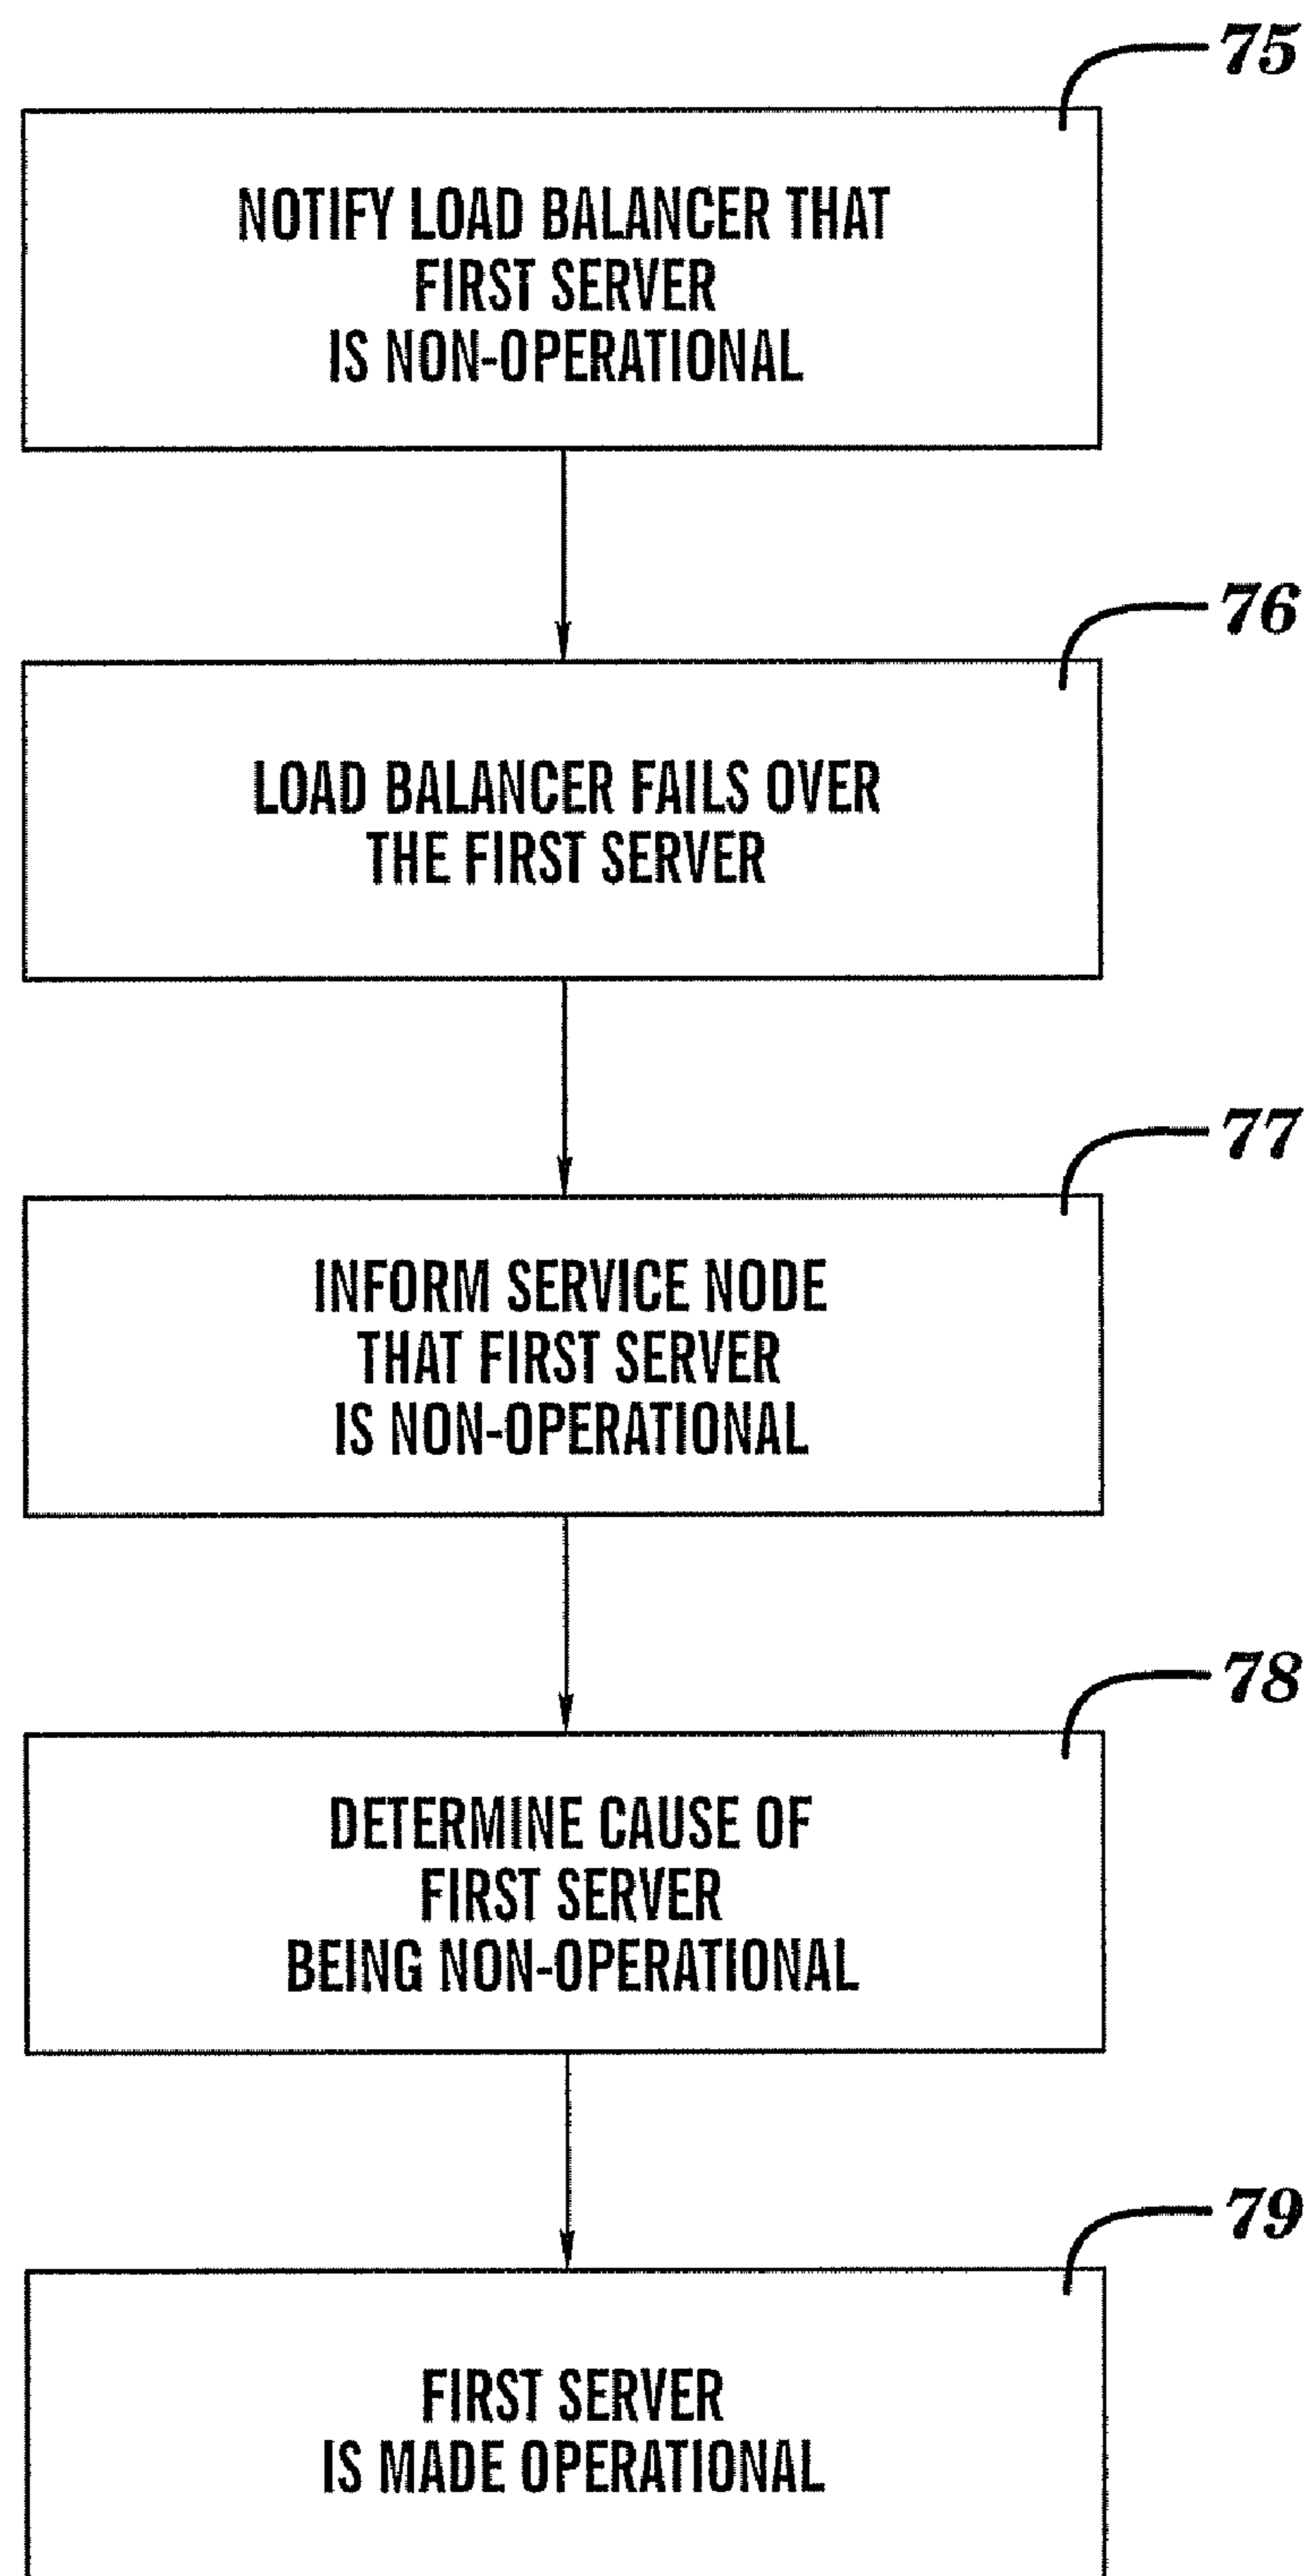 75
NOTIFY LOAD BALANCER THAT
FIRST SERVER
IS NON-OPERATIONAL
76
LOAD BALANCER FAILS OVER
THE FIRST SERVER
77
INFORM SERVICE NODE
THAT FIRST SERVER
IS NON-OPERATIONAL
78
DETERMINE CAUSE OF
FIRST SERVER
BEING NON-OPERATIONAL
79
FIRST SERVER
IS MADE OPERATIONAL